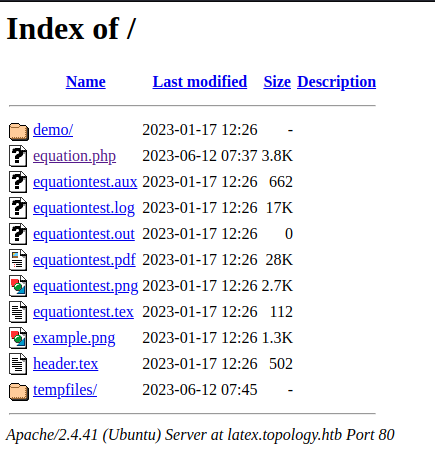 Index of /
Name Last modified Size Description
demo/ 2023-01-17 12:26 -
equation.php 2023-06-12 07:37 3.8K
equationtest.aux 2023-01-17 12:26 662
equationtest.log 2023-01-17 12:26 17K
equationtest.out 2023-01-17 12:26 0
equationtest.pdf 2023-01-17 12:26 28K
equationtest.png 2023-01-17 12:26 2.7K
equationtest.tex 2023-01-17 12:26 112
example.png 2023-01-17 12:26 1.3K
header.tex 2023-01-17 12:26 502
tempfiles/ 2023-06-12 07:45 -
Apache/2.4.41 (Ubuntu) Server at latex.topology.htb Port 80